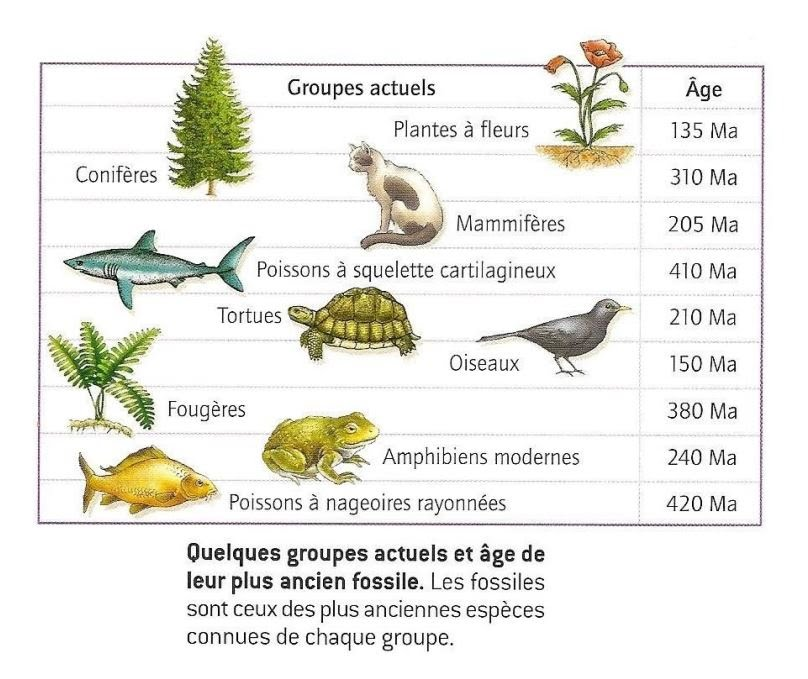 Groupes actuels Âge
Plantes à fleurs 135 Ma
Conifères 310 Ma
Mammifères 205 Ma
Poissons à squelette cartilagineux 410 Ma
Tortues 210 Ma
Oiseaux 150 Ma
Fougères 380 Ma
Amphibiens modernes 240 Ma
Poissons à nageoires rayonnées 420 Ma
Quelques groupes actuels et âge de
leur plus ancien fossile. Les fossiles
sont ceux des plus anciennes espèces
connues de chaque groupe.